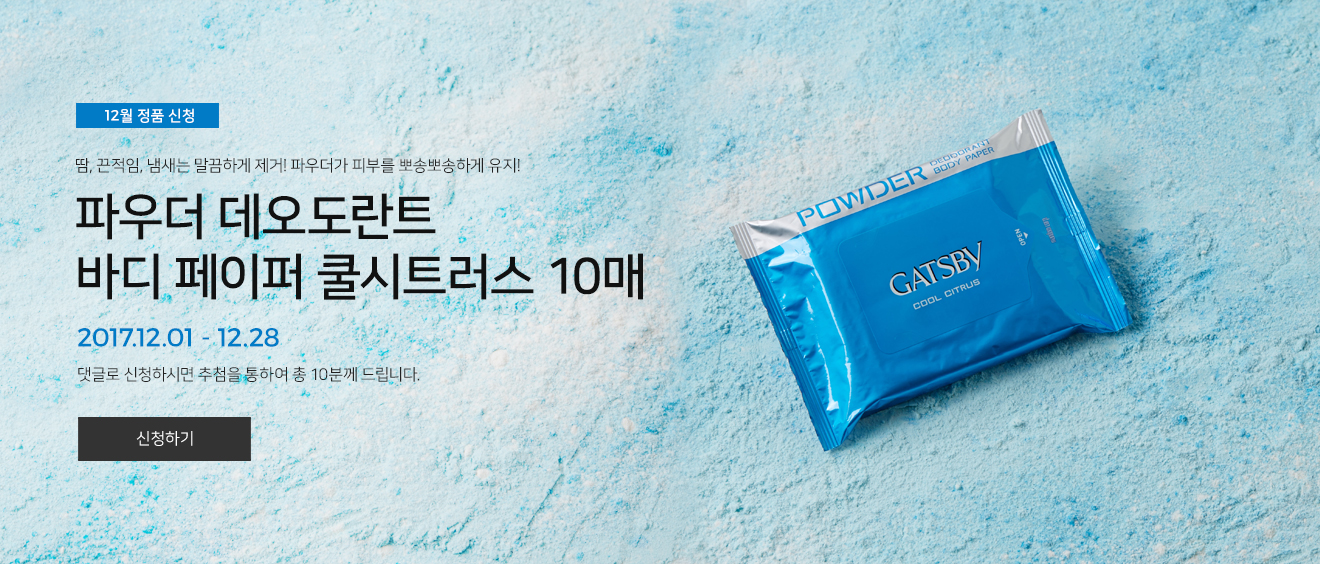 12월 정품 신청
땀, 끈적임, 냄새는 말끔하게 제거! 파우더가 피부를 뽀송뽀송하게 유지!
파우더 데오도란트
바디 페이퍼 쿨시트러스 10매
2017.12.01 - 12.28
댓글로 신청하시면 추첨을 통하여 총 10분께 드립니다.
신청하기
POWDER
DEODORANT
BODY PAPER
OPEN
GATSBY
COOL CITRUS